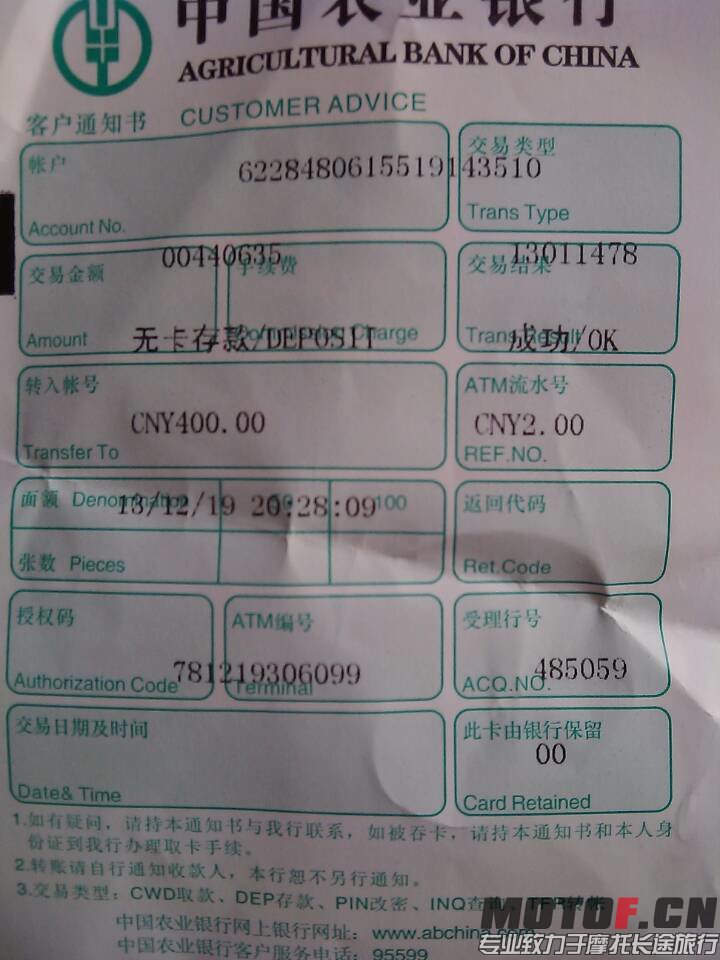 中国农业银行
AGRICULTURAL BANK OF CHINA
客户通知书 CUSTOMER ADVICE
帐户 6228480615519143510 交易类型
Account No. Trans Type
00440635 13011478
交易金额 手续费 交易结果
Amount 无卡存款/DEPOSIT Charge 成功/OK
转入帐号 ATM流水号
CNY400.00 CNY2.00
Transfer To REF.NO.
面额 Denomination 13/12/19 20:28:09 100 返回代码
张数 Pieces Ret.Code
授权码 ATM编号 受理行号
781219306099 485059
Authorization Code Terminal ACQ.NO.
交易日期及时间 此卡由银行保留
00
Date& Time Card Retained
1.如有疑问，请持本通知书与我行联系，如被吞卡，请持本通知书和本人身
份证到我行办理取卡手续。
2.转账请自行通知收款人，本行恕不另行通知。
3.交易类型：CWD取款、DEP存款、PIN改密、INQ查询、TFR转帐
中国农业银行网上银行网址：www.abchina.com
中国农业银行客户服务电话：95599
MOTOF.CN
专业致力于摩托长途旅行